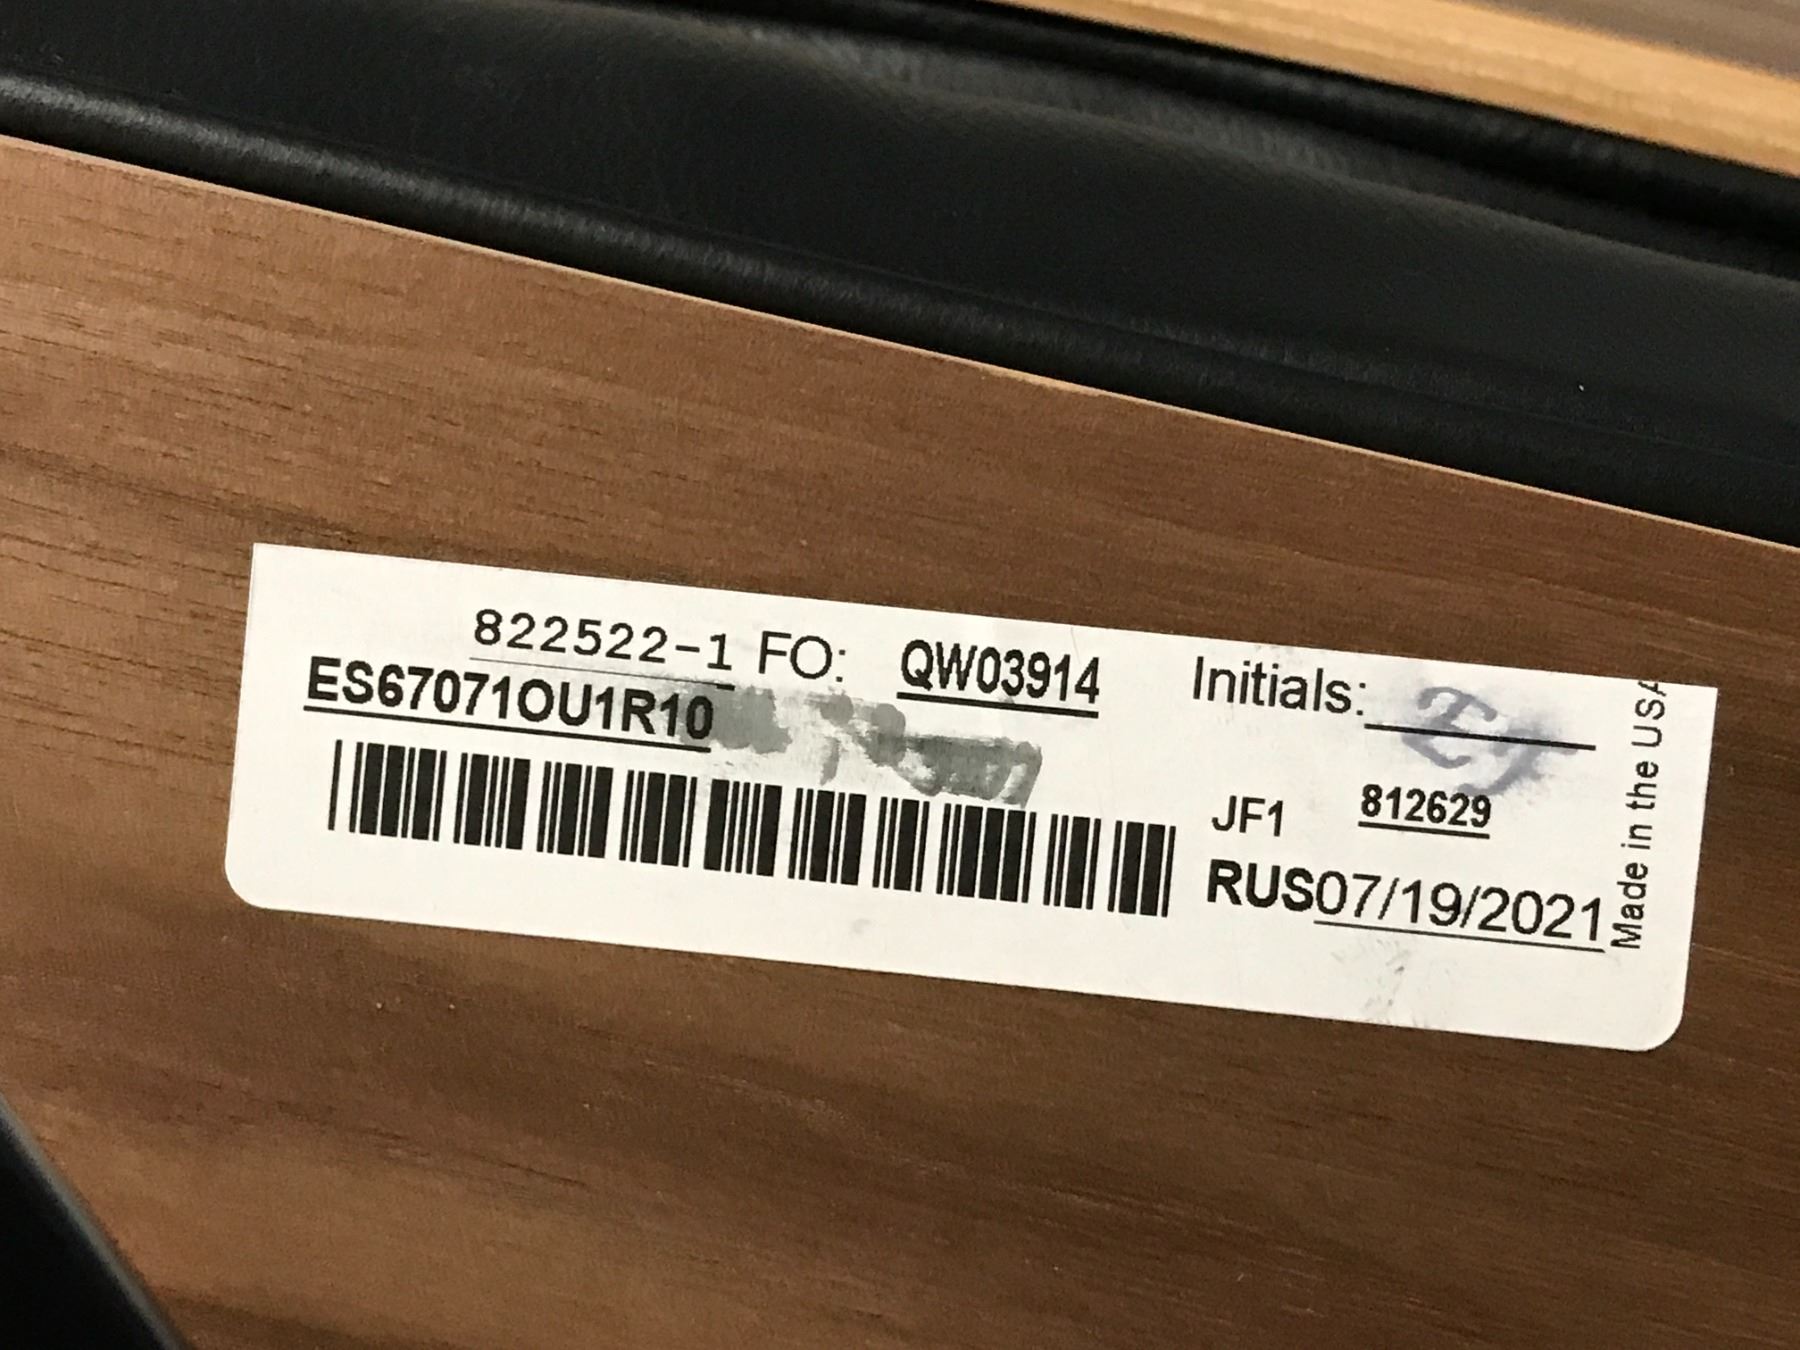 822522-1 FO: QW03914 Initials:
ES67071OU1R10
JF1 812629
RUS07/19/2021
Made in the USA